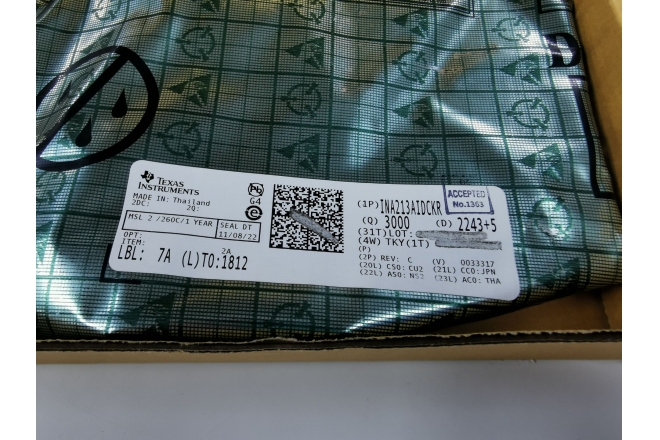 TEXAS
INSTRUMENTS
MADE IN: Thailand
2DC: 2Q:
MSL 2 /260C/1 YEAR
SEAL DT
11/08/22
OPT:
ITEM:
2A
LBL: 7A (L)TO:1812
Pb
G4
(1P) INA213AIDCKR
ACCEPTED
No.1363
(Q) 3000 (D) 2243+5
(31T)LOT:
(4W) TKY(1T)
(P)
(2P) REV: C (V) 0033317
(20L) CSO: CU2 (21L) CCO:JPN
(22L) ASO: (23L) ACO: THA